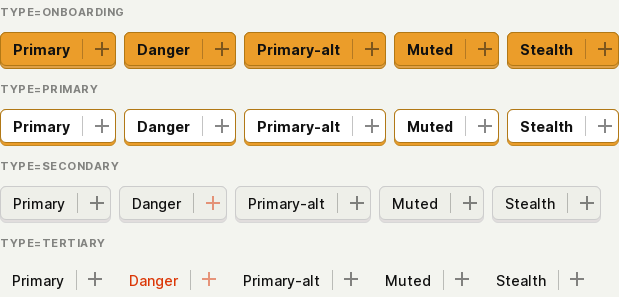 TYPE=ONBOARDING
Primary Danger Primary-alt Muted Stealth
TYPE=PRIMARY
Primary Danger Primary-alt Muted Stealth
TYPE=SECONDARY
Primary Danger Primary-alt Muted Stealth
TYPE=TERTIARY
Primary Danger Primary-alt Muted Stealth